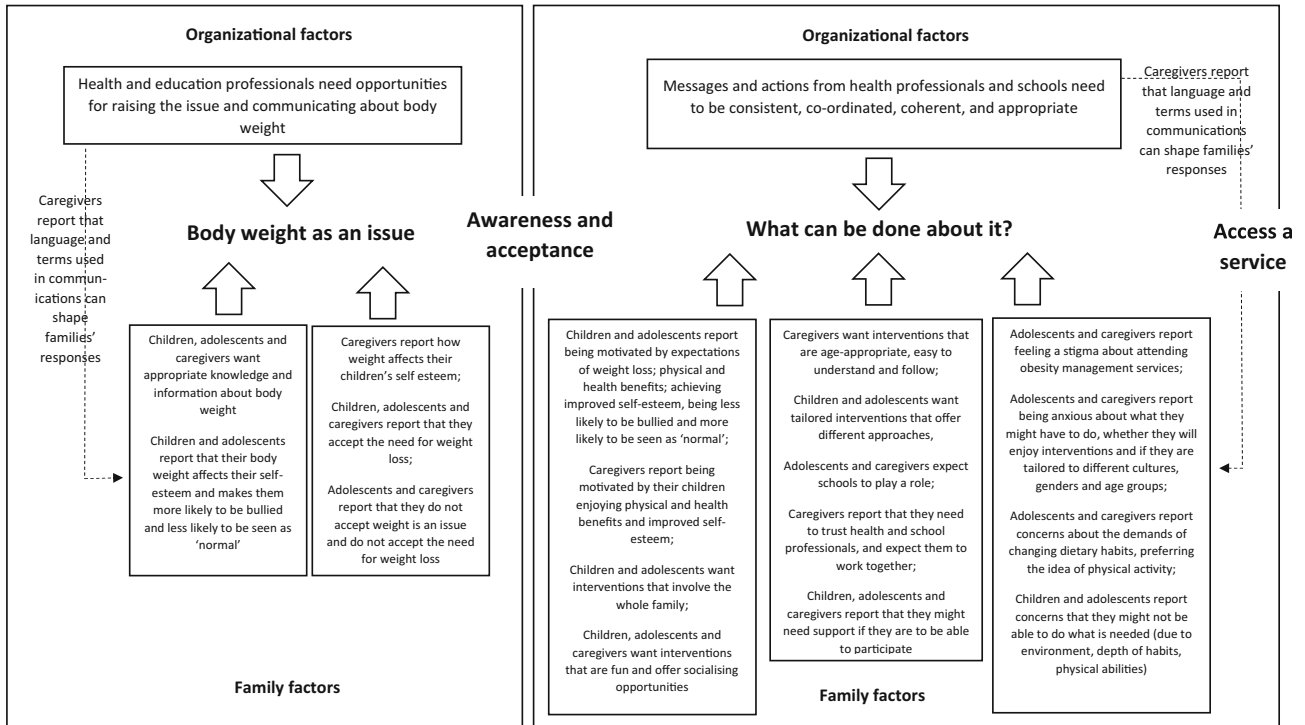 Organizational factors
Health and education professionals need opportunities
for raising the issue and communicating about body
weight
Caregivers
report that
language and
terms used
in commun-
ications can
shape
families’
responses
Body weight as an issue
Children, adolescents and
caregivers want
appropriate knowledge and
information about body
weight
Children and adolescents
report that their body
weight affects their self-
esteem and makes them
more likely to be bullied
and less likely to be seen as
‘normal’
Caregivers report how
weight affects their
children’s self esteem;
Children, adolescents and
caregivers report that they
accept the need for weight
loss;
Adolescents and caregivers
report that they do not
accept weight is an issue
and do not accept the need
for weight loss
Family factors
Awareness and
acceptance
Organizational factors
Messages and actions from health professionals and schools need
to be consistent, co-ordinated, coherent, and appropriate
Caregivers report
that language and
terms used in
communications
can shape families’
responses
What can be done about it?
Children and adolescents report
being motivated by expectations
of weight loss; physical and
health benefits; achieving
improved self-esteem, being less
likely to be bullied and more
likely to be seen as ‘normal’;
Caregivers report being
motivated by their children
enjoying physical and health
benefits and improved self-
esteem;
Children and adolescents want
interventions that involve the
whole family;
Children, adolescents and
caregivers want interventions
that are fun and offer socialising
opportunities
Caregivers want interventions
that are age-appropriate, easy to
understand and follow;
Children and adolescents want
tailored interventions that offer
different approaches,
Adolescents and caregivers expect
schools to play a role;
Caregivers report that they need
to trust health and school
professionals, and expect them to
work together;
Children, adolescents and
caregivers report that they might
need support if they are to be able
to participate
Adolescents and caregivers report
feeling a stigma about attending
obesity management services;
Adolescents and caregivers report
being anxious about what they
might have to do, whether they will
enjoy interventions and if they are
tailored to different cultures,
genders and age groups;
Adolescents and caregivers report
concerns about the demands of
changing dietary habits, preferring
the idea of physical activity;
Children and adolescents report
concerns that they might not be
able to do what is needed (due to
environment, depth of habits,
physical abilities)
Family factors
Access a
service